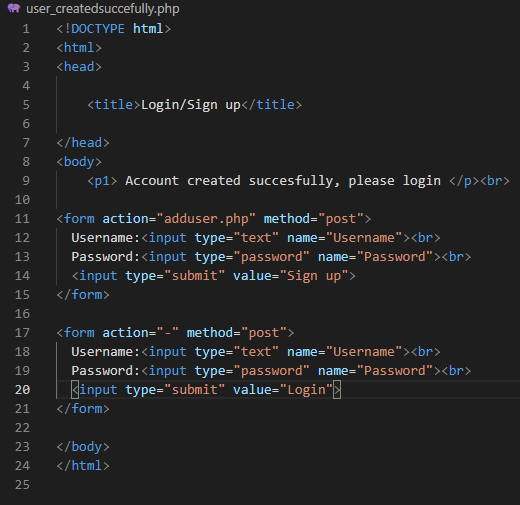 user_createdsuccefully.php
1 <!DOCTYPE html>
2 <html>
3 <head>
4
5 <title>Login/Sign up</title>
6
7 </head>
8 <body>
9 <p1> Account created succesfully, please login </p><br>
10
11 <form action="adduser.php" method="post">
12 Username:<input type="text" name="Username"><br>
13 Password:<input type="password" name="Password"><br>
14 <input type="submit" value="Sign up">
15 </form>
16
17 <form action="-" method="post">
18 Username:<input type="text" name="Username"><br>
19 Password:<input type="password" name="Password"><br>
20 <input type="submit" value="Login">
21 </form>
22
23 </body>
24 </html>
25